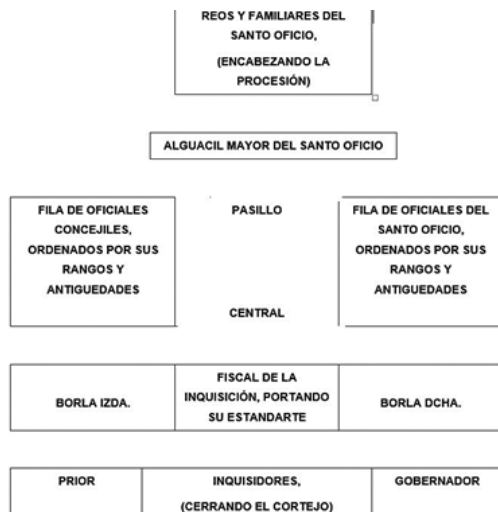 REOS Y FAMILIARES DEL
SANTO OFICIO,
(ENCABEZANDO LA
PROCESIÓN)
ALGUACIL MAYOR DEL SANTO OFICIO
FILA DE OFICIALES
CONCEJILES,
ORDENADOS POR SUS
RANGOS Y
ANTIGUEDADES
PASILLO
CENTRAL
FILA DE OFICIALES DEL
SANTO OFICIO,
ORDENADOS POR SUS
RANGOS Y
ANTIGUEDADES
BORLA IZDA.
FISCAL DE LA
INQUISICIÓN, PORTANDO
SU ESTANDARTE
BORLA DCHA.
PRIOR
INQUISIDORES,
(CERRANDO EL CORTEJO)
GOBERNADOR